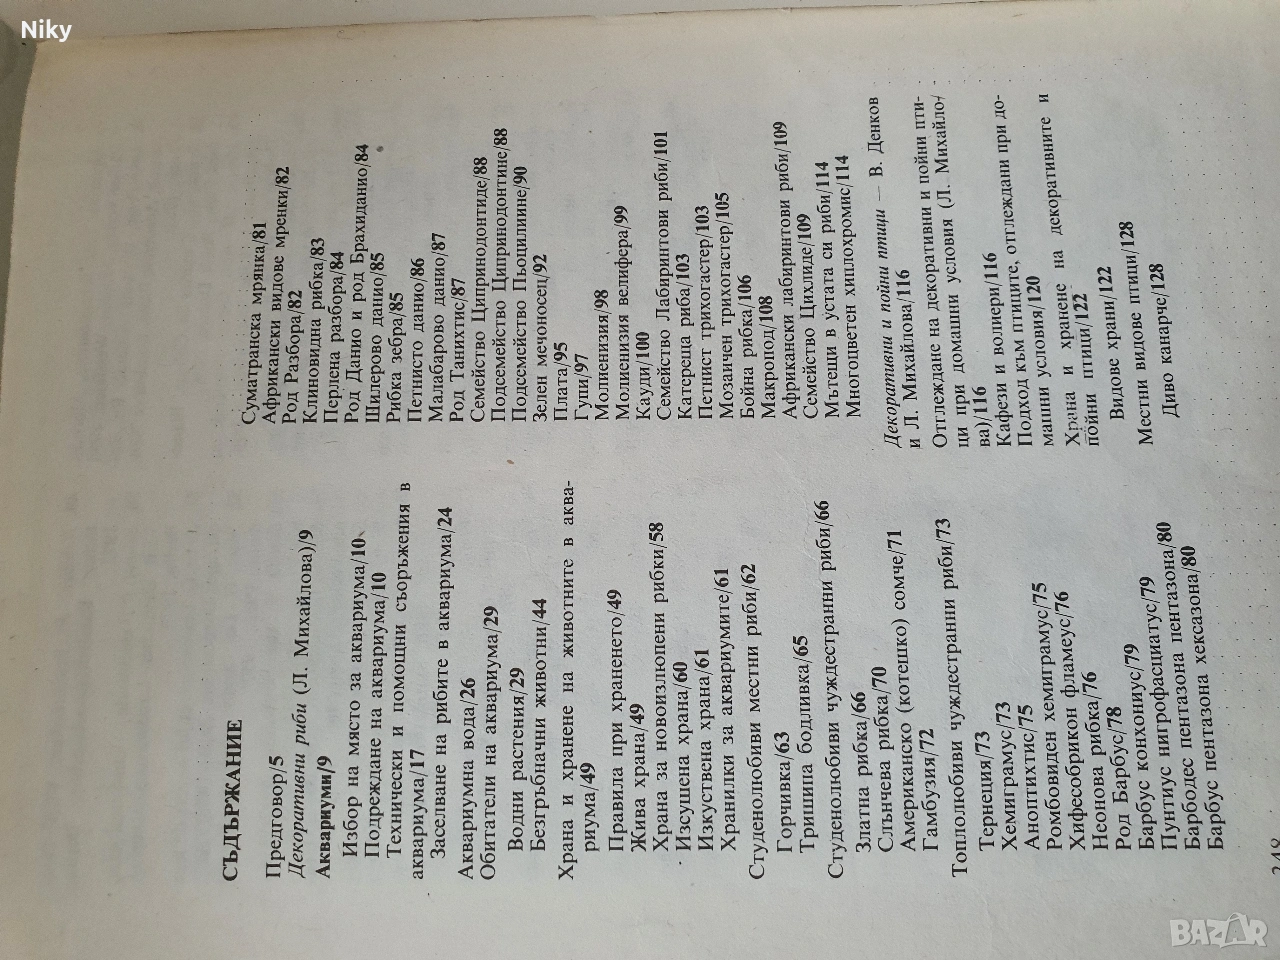 Niky
СЪДЪРЖАНИЕ
Предговор/5
Декоративни риби (Л. Михайлова)/9
Аквариуми/9
Избор на място за аквариума/10
Подреждане на аквариума/10
Технически и помощни съоръжения в
аквариума/17
Заселване на рибите в аквариума/24
Аквариумна вода/26
Обитатели на аквариума/29
Водни растения/29
Безгръбначни животни/44
Храна и хранене на животните в аква-
риума/49
Правила при храненето/49
Жива храна/49
Храна за новоизлюпени рибки/58
Изсушена храна/60
Изкуствена храна/61
Хранилки за аквариумите/61
Студенолюбиви местни риби/62
Горчивка/63
Тришипа бодливка/65
Студенолюбиви чуждестранни риби/66
Златна рибка/66
Слънчева рибка/70
Американско (котешко) сомче/71
Гамбузия/72
Топлолюбиви чуждестранни риби/73
Тернеция/73
Хемиграмус/73
Аноптихтис/75
Ромбовиден хемиграмус/75
Хифесобрикон фламеус/76
Неонова рибка/76
Род Барбус/78
Барбус конхониус/79
Пунтиус нигрофасциатус/79
Барбодес пентазона пентазона/80
Барбус пентазона хексазона/80
Суматранска мрянка/81
Африкански видове мренки/82
Род Разбора/82
Клиновидна рибка/83
Перлена разбора/84
Род Данио и род Брахиданио/84
Шилерово данио/85
Рибка зебра/85
Петнисто данио/86
Малабарово данио/87
Род Танихтис/87
Семейство Ципринодонтиде/88
Подсемейство Ципринодонтине/88
Подсемейство Пьоцилиине/90
Зелен мечоносец/92
Плата/95
Гупи/97
Молиенизия/98
Молиенизия велифера/99
Кауди/100
Семейство Лабиринтови риби/101
Катереща риба/103
Петнист трихогастер/103
Мозаичен трихогастер/105
Бойна рибка/106
Макропод/108
Африкански лабиринтови риби/109
Семейство Цихлиде/109
Мътещи в устата си риби/114
Многоцветен хиплохромис/114
Декоративни и пойни птици — В. Денков
и Л. Михайлова/116
Отглеждане на декоративни и пойни пти-
ци при домашни условия (Л. Михайло-
ва)/116
Кафези и волиери/116
Подход към птиците, отглеждани при до-
машни условия/120
Храна и хранене на декоративните и
пойни птици/122
Видове храни/122
Местни видове птици/128
Диво канарче/128
248
BAZAR